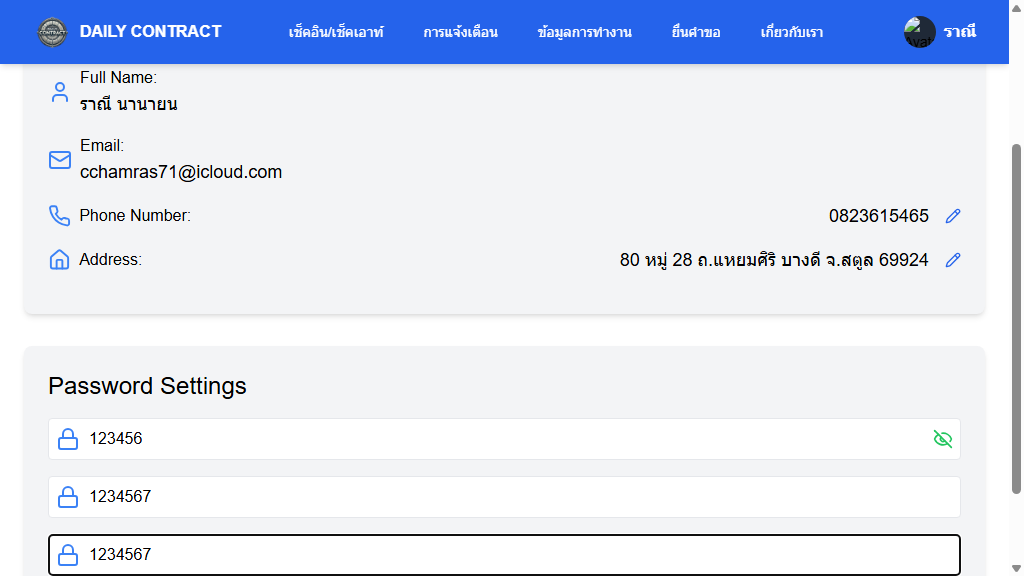 DAILY CONTRACT
เช็คอิน/เช็คเอาท์
การแจ้งเตือน
ข้อมูลการทำงาน
ยื่นคำขอ
เกี่ยวกับเรา
ราณี
Full Name:
ราณี นานายน
Email:
cchamras71@icloud.com
Phone Number:
0823615465
Address:
80 หมู่ 28 ถ.แหยมศิริ บางดี จ.สตูล 69924
Password Settings
123456
1234567
1234567